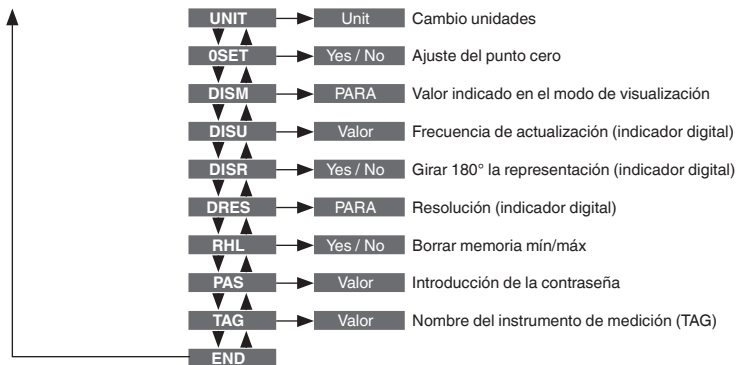 UNIT Unit Cambio unidades
0SET Yes / No Ajuste del punto cero
DISM PARA Valor indicado en el modo de visualización
DISU Valor Frecuencia de actualización (indicador digital)
DISR Yes / No Girar 180° la representación (indicador digital)
DRES PARA Resolución (indicador digital)
RHL Yes / No Borrar memoria mín/máx
PAS Valor Introducción de la contraseña
TAG Valor Nombre del instrumento de medición (TAG)
END